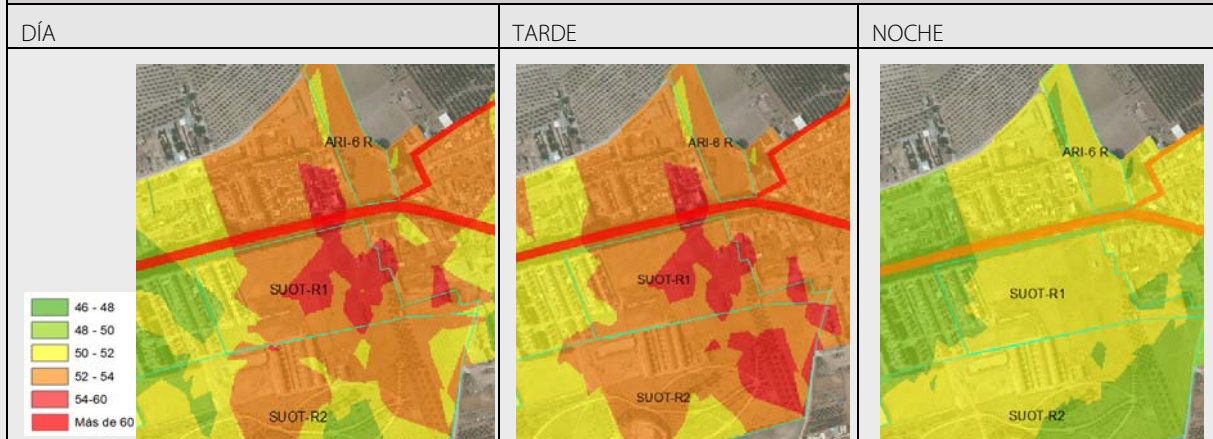 DÍA
TARDE
NOCHE
ARI-6 R
SUOT-R1
SUOT-R2
46 - 48
48 - 50
50 - 52
52 - 54
54-60
Más de 60
ARI-6 R
SUOT-R1
SUOT-R2
ARI-6 R
SUOT-R1
SUOT-R2